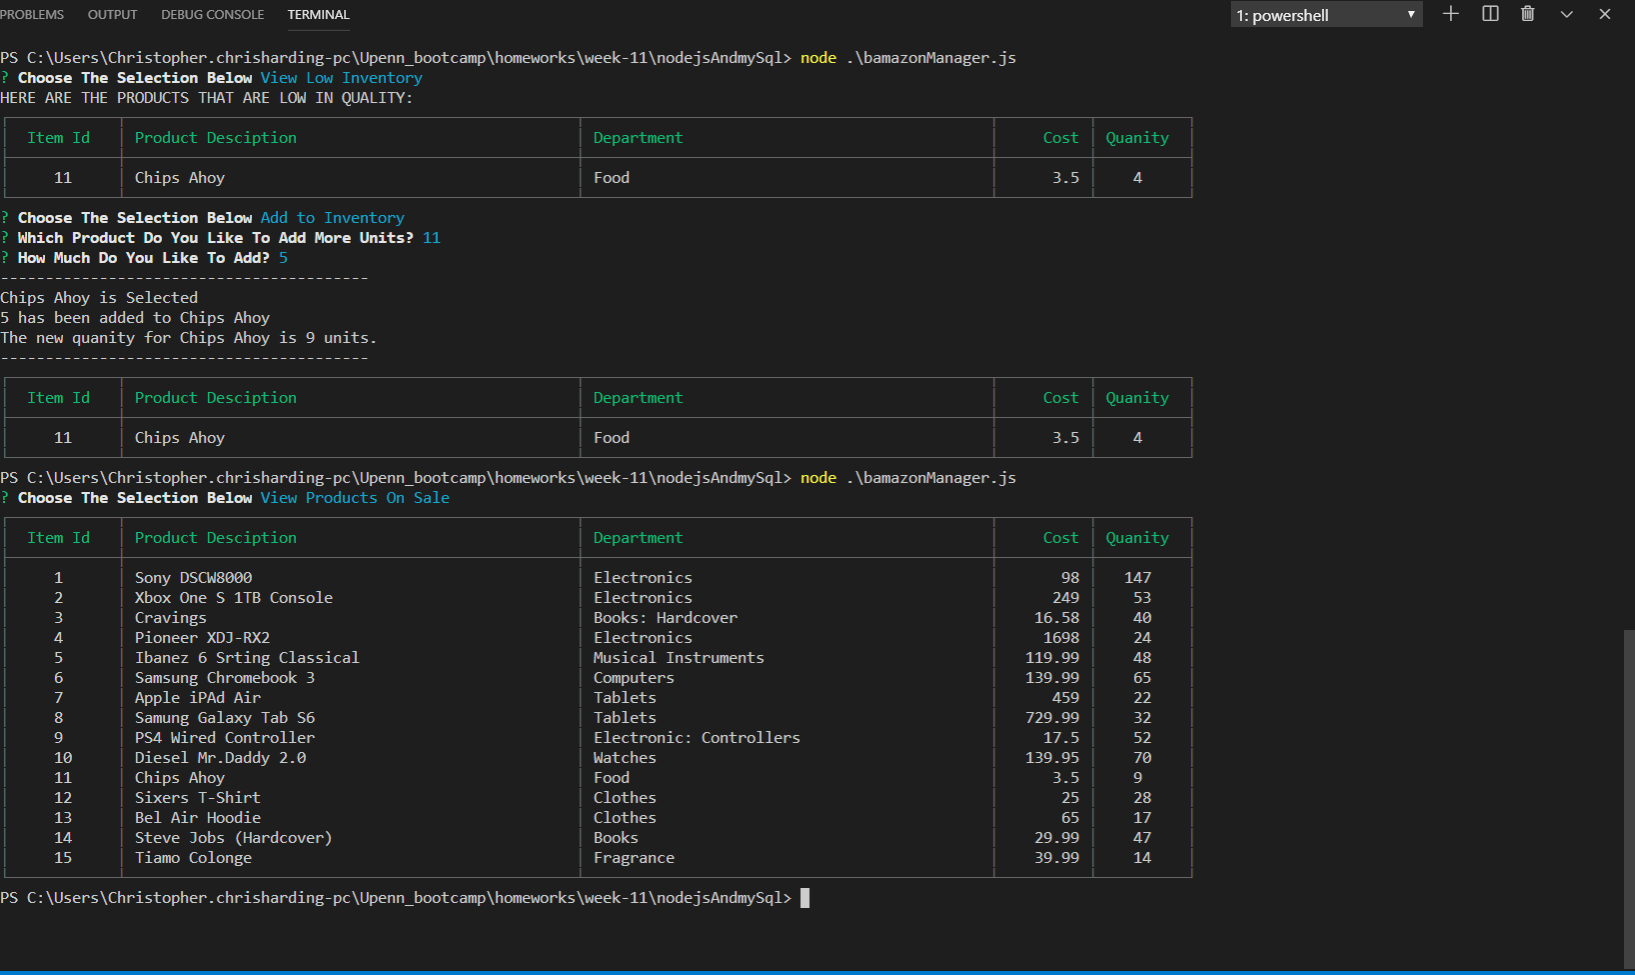 PROBLEMS OUTPUT DEBUG CONSOLE TERMINAL 1: powershell
PS C:\Users\Christopher.chrisharding-pc\Upenn_bootcamp\homeworks\week-11\nodejsAndmySql> node .\bamazonManager.js
? Choose The Selection Below View Low Inventory
HERE ARE THE PRODUCTS THAT ARE LOW IN QUALITY:
Item Id Product Desciption Department Cost Quanity
11 Chips Ahoy Food 3.5 4
? Choose The Selection Below Add to Inventory
? Which Product Do You Like To Add More Units? 11
? How Much Do You Like To Add? 5
-----------------------------------------
Chips Ahoy is Selected
5 has been added to Chips Ahoy
The new quanity for Chips Ahoy is 9 units.
-----------------------------------------
Item Id Product Desciption Department Cost Quanity
11 Chips Ahoy Food 3.5 4
PS C:\Users\Christopher.chrisharding-pc\Upenn_bootcamp\homeworks\week-11\nodejsAndmySql> node .\bamazonManager.js
? Choose The Selection Below View Products On Sale
Item Id Product Desciption Department Cost Quanity
1 Sony DSCW8000 Electronics 98 147
2 Xbox One S 1TB Console Electronics 249 53
3 Cravings Books: Hardcover 16.58 40
4 Pioneer XDJ-RX2 Electronics 1698 24
5 Ibanez 6 Srting Classical Musical Instruments 119.99 48
6 Samsung Chromebook 3 Computers 139.99 65
7 Apple iPAd Air Tablets 459 22
8 Samung Galaxy Tab S6 Tablets 729.99 32
9 PS4 Wired Controller Electronic: Controllers 17.5 52
10 Diesel Mr.Daddy 2.0 Watches 139.95 70
11 Chips Ahoy Food 3.5 9
12 Sixers T-Shirt Clothes 25 28
13 Bel Air Hoodie Clothes 65 17
14 Steve Jobs (Hardcover) Books 29.99 47
15 Tiamo Colonge Fragrance 39.99 14
PS C:\Users\Christopher.chrisharding-pc\Upenn_bootcamp\homeworks\week-11\nodejsAndmySql>